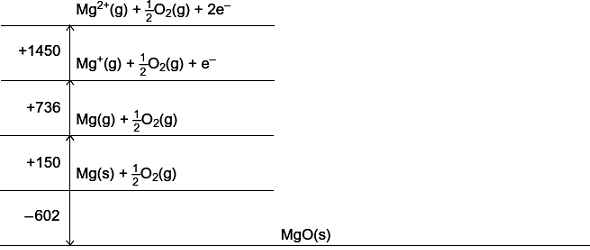 Mg²⁺(g) + ½O₂(g) + 2e⁻
+1450
Mg⁺(g) + ½O₂(g) + e⁻
+736
Mg(g) + ½O₂(g)
+150
Mg(s) + ½O₂(g)
−602
MgO(s)